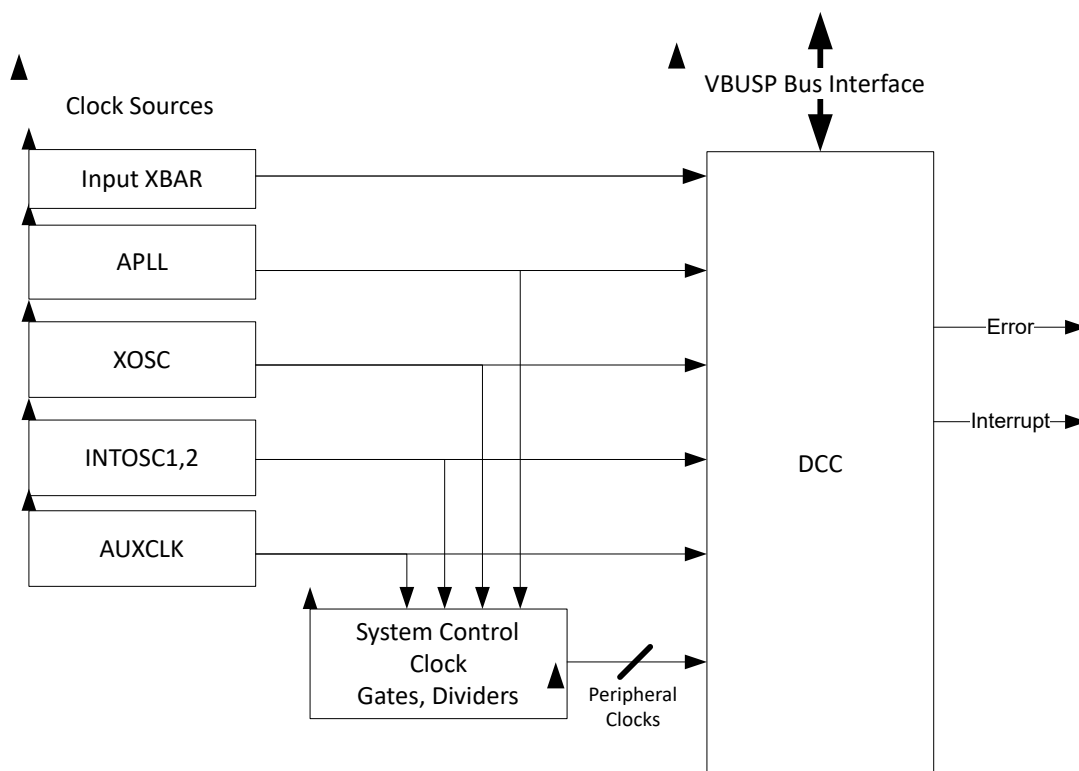 VBUSP Bus Interface
Clock Sources
Input XBAR
APLL
XOSC
INTOSC1,2
AUXCLK
System Control
Clock
Gates, Dividers
Peripheral
Clocks
DCC
Error
Interrupt